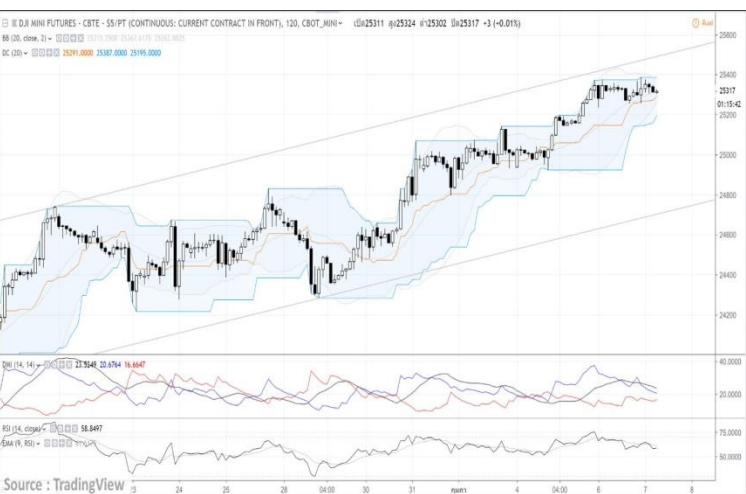 DJI MINI FUTURES - CBTE - S5/PT (CONTINUOUS: CURRENT CONTRACT IN FRONT), 120, CBOT_MINI เปิด25311 สูง25324 ต่ำ25302 ปิด25317 +3 (+0.01%)
BB (20, close, 2)
DC (20) 25291.0000 25387.0000 25195.0000
25600
25400
25317
01:15:42
25200
25000
24800
24600
24400
24200
DMI (14, 14) 20.6764 16.6647
40.0000
20.0000
RSI (14, close) 58.8497
EMA (9, RSI)
75.0000
50.0000
24 25 28 04:00 30 31 4 04:00 6 7 8
Source : TradingView